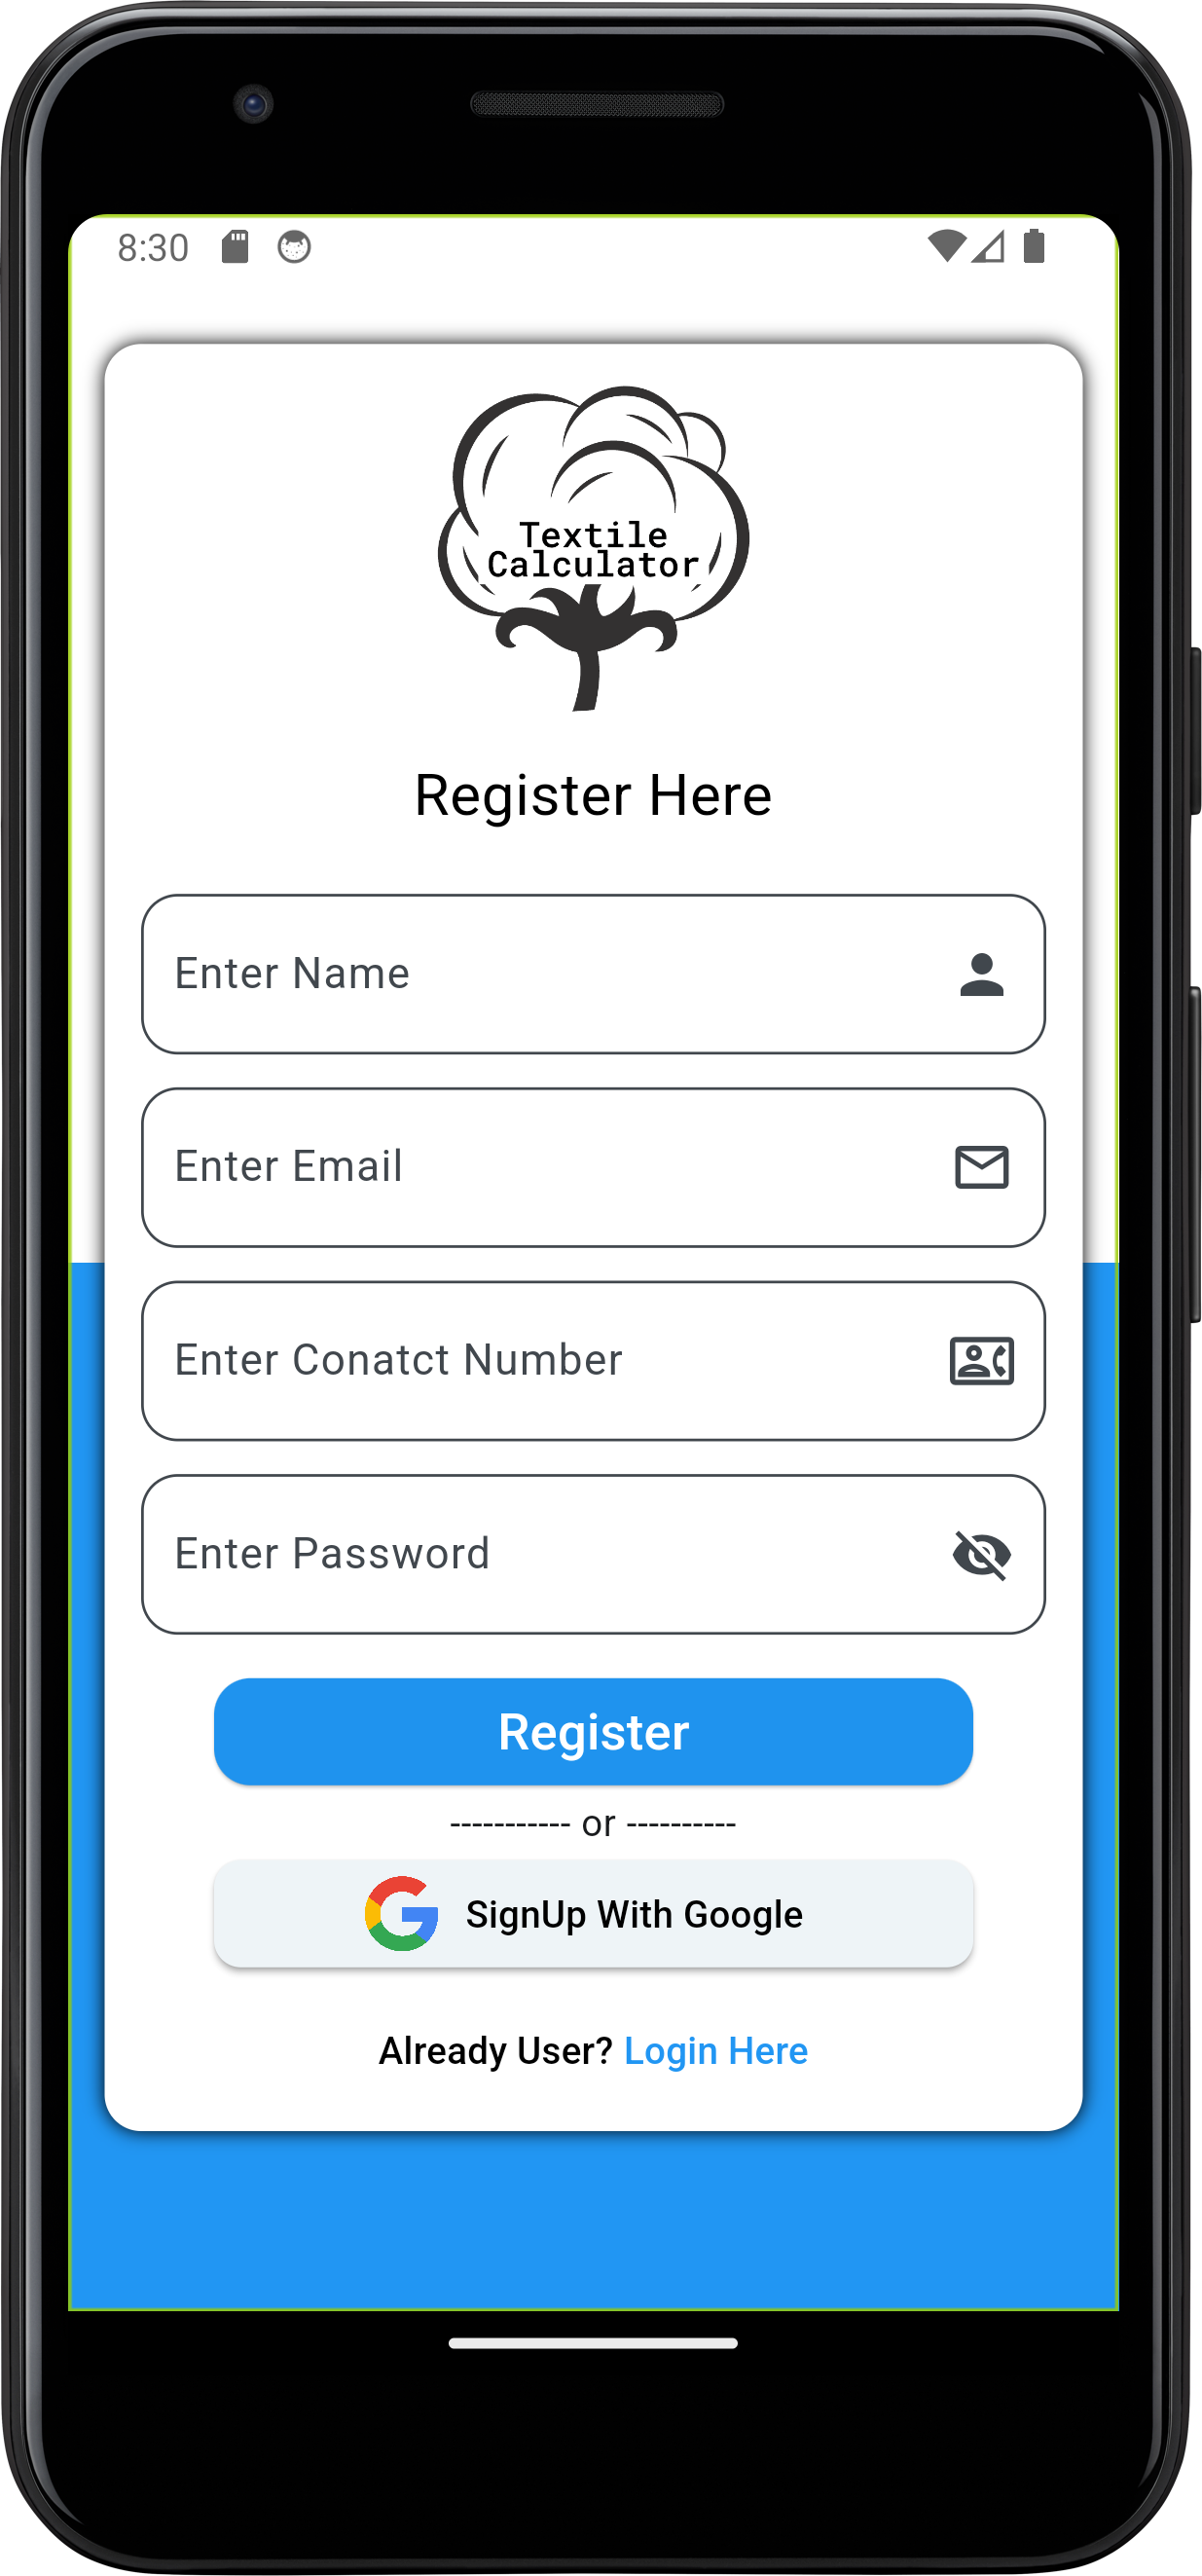 8:30
Textile
Calculator
Register Here
Enter Name
Enter Email
Enter Conatct Number
Enter Password
Register
----------- or ----------
SignUp With Google
Already User? Login Here